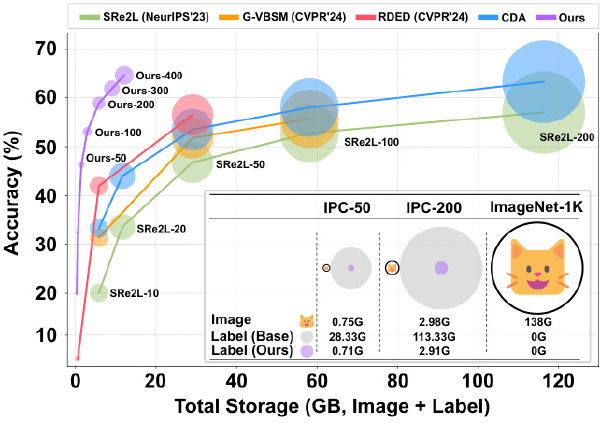 SRe2L (NeurIPS'23) G-VBSM (CVPR'24) RDED (CVPR'24) CDA Ours
Accuracy (%)
70
60
50
40
30
20
10
Ours-400
Ours-300
Ours-200
Ours-100
Ours-50
SRe2L-200
SRe2L-100
SRe2L-50
SRe2L-20
SRe2L-10
IPC-50 IPC-200 ImageNet-1K
Image 0.75G 2.98G 138G
Label (Base) 28.33G 113.33G 0G
Label (Ours) 0.71G 2.91G 0G
0 20 40 60 80 100 120
Total Storage (GB, Image + Label)